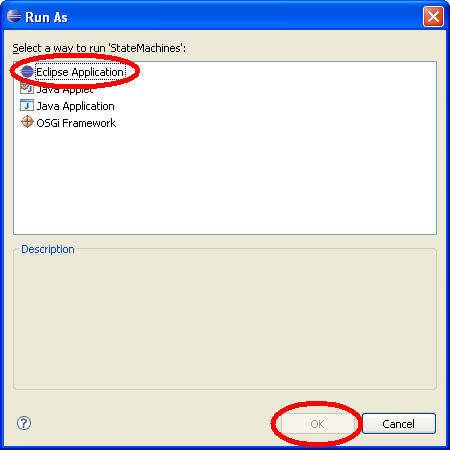 Run As
Select a way to run 'StateMachines':
Eclipse Application
Java Applet
Java Application
OSGi Framework
Description
OK
Cancel